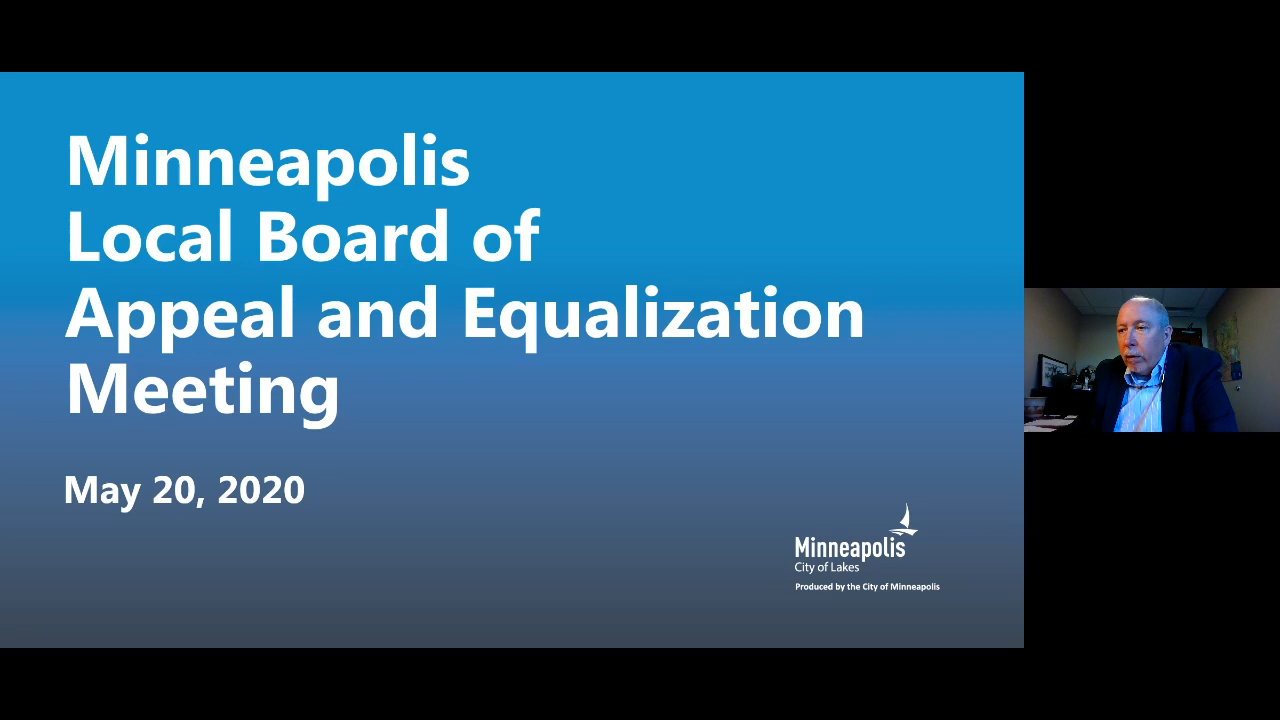 Minneapolis
Local Board of
Appeal and Equalization
Meeting
May 20, 2020
Minneapolis
City of Lakes
Produced by the City of Minneapolis